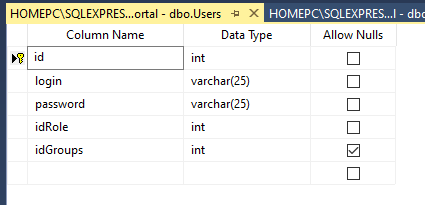 HOMEPC\SQLEXPRES...ortal - dbo.Users HOMEPC\SQLEXPRES...l - dbo
Column Name Data Type Allow Nulls
id int
login varchar(25)
password varchar(25)
idRole int
idGroups int